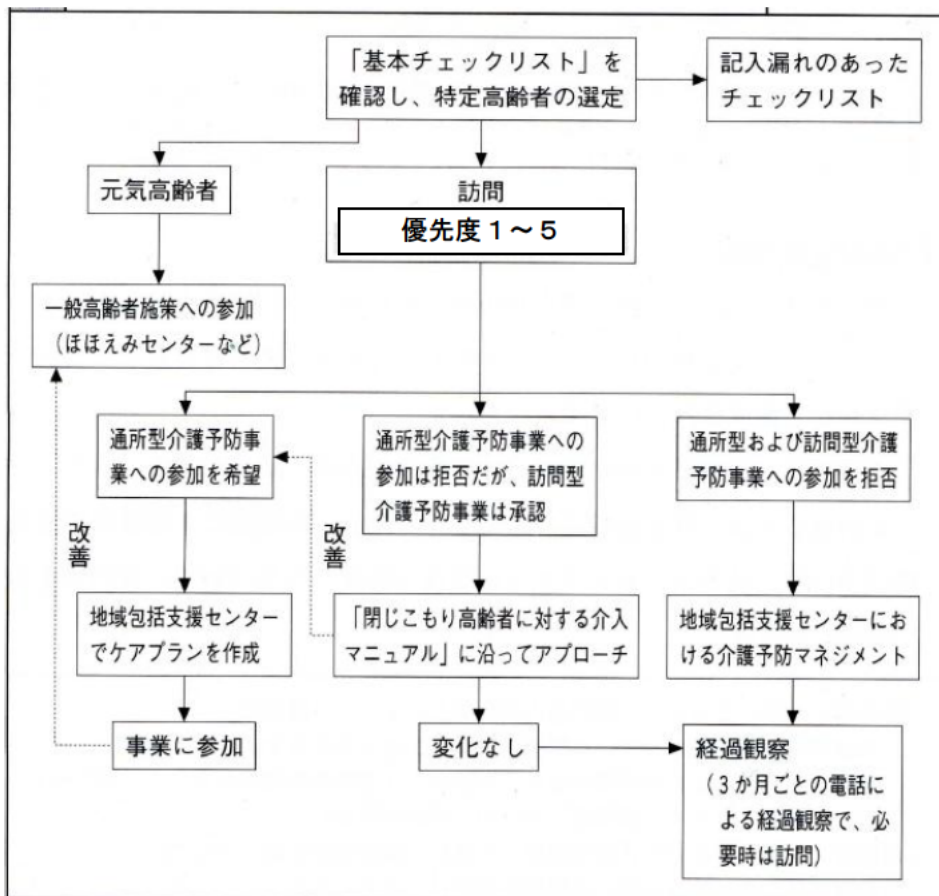 「基本チェックリスト」を
確認し、特定高齢者の選定
記入漏れのあった
チェックリスト
元気高齢者
訪問
優先度１～５
一般高齢者施策への参加
（ほほえみセンターなど）
通所型介護予防事
業への参加を希望
通所型介護予防事業への
参加は拒否だが、訪問型
介護予防事業は承認
通所型および訪問型介護
予防事業への参加を拒否
改善
改善
地域包括支援センター
でケアプランを作成
「閉じこもり高齢者に対する介入
マニュアル」に沿ってアプローチ
地域包括支援センターにお
ける介護予防マネジメント
事業に参加
変化なし
経過観察
（３か月ごとの電話によ
る経過観察で、必
要時は訪問）